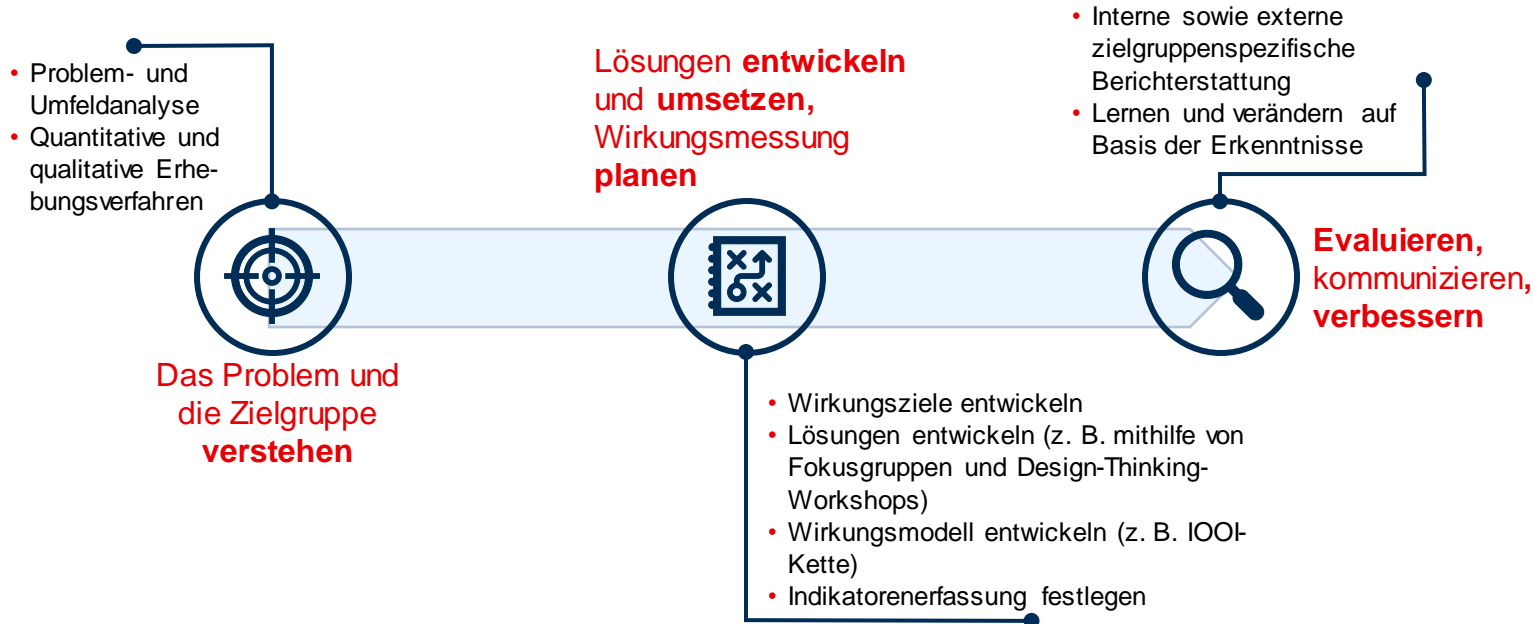 • Problem- und
Umfeldanalyse
• Quantitative und
qualitative Erhe-
bungsverfahren
Das Problem und
die Zielgruppe
verstehen
Lösungen entwickeln
und umsetzen,
Wirkungsmessung
planen
• Wirkungsziele entwickeln
• Lösungen entwickeln (z. B. mithilfe von
Fokusgruppen und Design-Thinking-
Workshops)
• Wirkungsmodell entwickeln (z. B. IOOI-
Kette)
• Indikatorenerfassung festlegen
• Interne sowie externe
zielgruppenspezifische
Berichterstattung
• Lernen und verändern auf
Basis der Erkenntnisse
Evaluieren,
kommunizieren,
verbessern